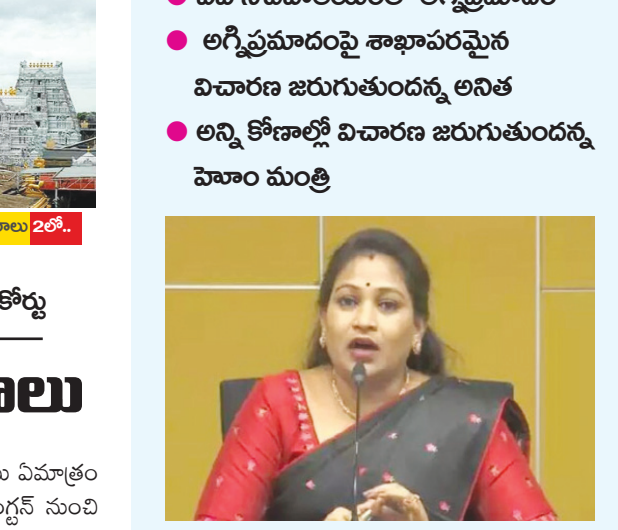 అగ్నిప్రమాదంపై శాఖాపరమైన
విచారణ జరుగుతుందన్న అనిత
అన్ని కోణాల్లో విచారణ జరుగుతుందన్న
హెూం మంత్రి
2లో..
కోర్టు
ఏమాత్రం
నుంచి